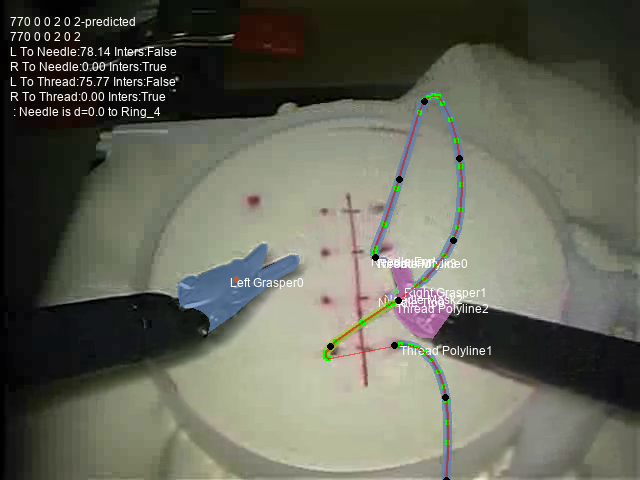 770 0 0 2 0 2-predicted
770 0 0 2 0 2
L To Needle:78.14 Inters:False
R To Needle:0.00 Inters:True
L To Thread:75.77 Inters:False
R To Thread:0.00 Inters:True
: Needle is d=0.0 to Ring_4
Left Grasper0
Right Grasper1
Thread Polyline2
Thread Polyline1